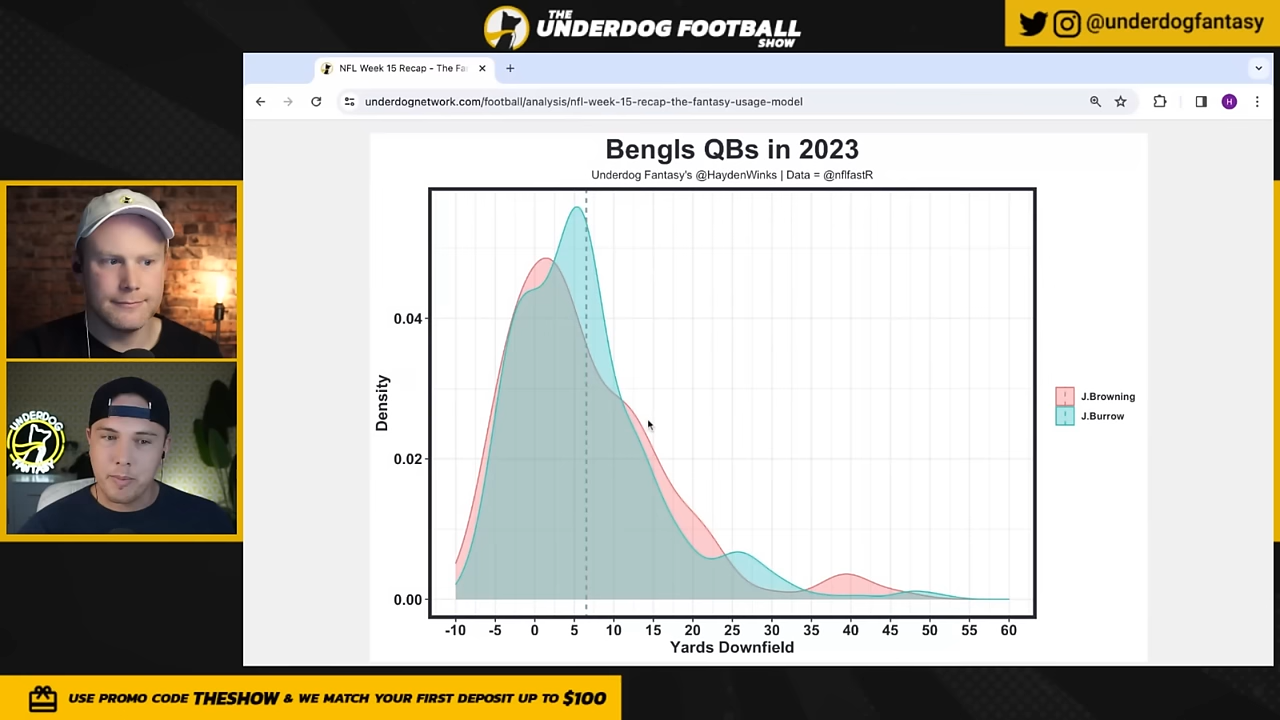 THE
UNDERDOG FOOTBALL
SHOW
@underdogfantasy
NFL Week 15 Recap - The Fa
underdognetwork.com/football/analysis/nfl-week-15-recap-the-fantasy-usage-model
H
Bengls QBs in 2023
Underdog Fantasy's @HaydenWinks | Data = @nflfastR
Density
0.04
0.02
0.00
-10 -5 0 5 10 15 20 25 30 35 40 45 50 55 60
Yards Downfield
J.Browning
J.Burrow
UNDERDOG
FANTASY
USE PROMO CODE THESHOW & WE MATCH YOUR FIRST DEPOSIT UP TO $100